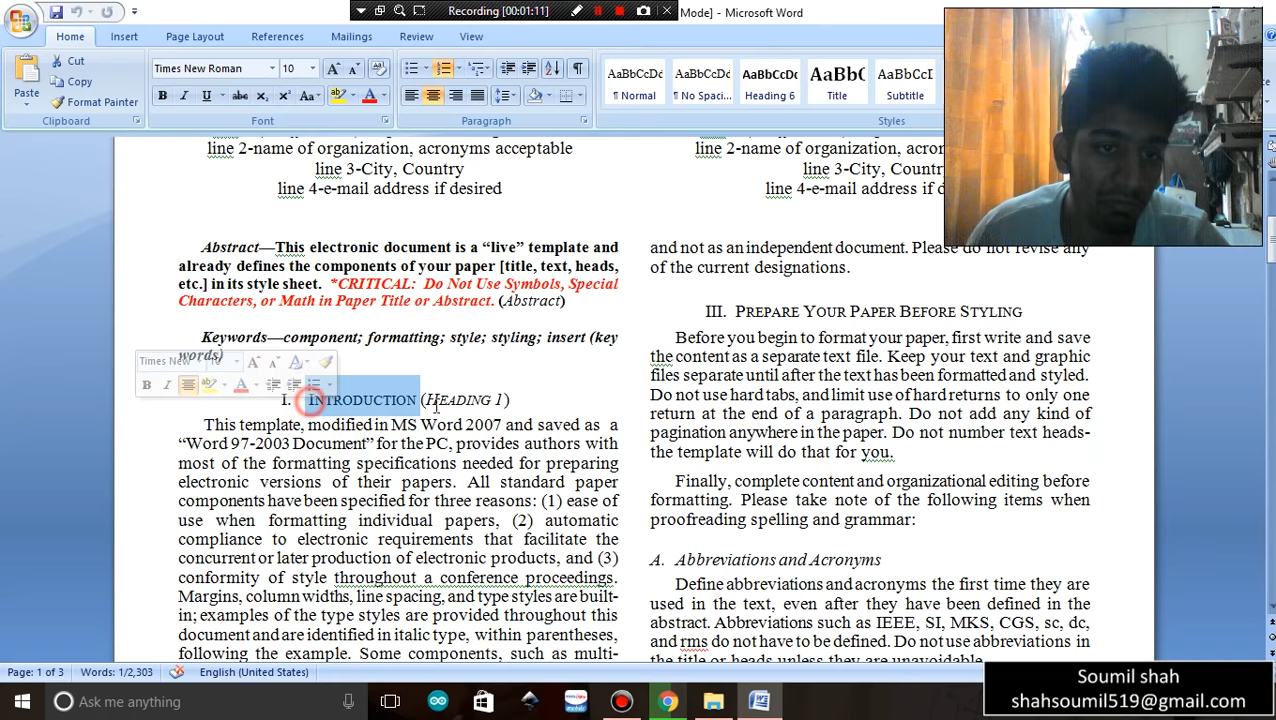 Recording [00:01:11]
Mode] - Microsoft Word
Home Insert Page Layout References Mailings Review View
Paste
Cut
Copy
Format Painter
Clipboard
Times New Roman 10
Font
Paragraph
AaBbCcDd AaBbCcDd AaBbCcDc AaBbC AaBbCcD
¶ Normal ¶ No Spaci... Heading 6 Title Subtitle
Styles
line 2-name of organization, acronyms acceptable
line 3-City, Country
line 4-e-mail address if desired
line 2-name of organization, acro
line 3-City, Cou
line 4-e-mail address if d
Abstract—This electronic document is a “live” template and
already defines the components of your paper [title, text, heads,
etc.] in its style sheet. *CRITICAL: Do Not Use Symbols, Special
Characters, or Math in Paper Title or Abstract. (Abstract)
Keywords—component; formatting; style; styling; insert (key
words)
Times New
I. INTRODUCTION (HEADING 1)
This template, modified in MS Word 2007 and saved as a
“Word 97-2003 Document” for the PC, provides authors with
most of the formatting specifications needed for preparing
electronic versions of their papers. All standard paper
components have been specified for three reasons: (1) ease of
use when formatting individual papers, (2) automatic
compliance to electronic requirements that facilitate the
concurrent or later production of electronic products, and (3)
conformity of style throughout a conference proceedings.
Margins, column widths, line spacing, and type styles are built-
in; examples of the type styles are provided throughout this
document and are identified in italic type, within parentheses,
following the example. Some components, such as multi-
and not as an independent document. Please do not revise any
of the current designations.
III. PREPARE YOUR PAPER BEFORE STYLING
Before you begin to format your paper, first write and save
the content as a separate text file. Keep your text and graphic
files separate until after the text has been formatted and styled.
Do not use hard tabs, and limit use of hard returns to only one
return at the end of a paragraph. Do not add any kind of
pagination anywhere in the paper. Do not number text heads-
the template will do that for you.
Finally, complete content and organizational editing before
formatting. Please take note of the following items when
proofreading spelling and grammar:
A. Abbreviations and Acronyms
Define abbreviations and acronyms the first time they are
used in the text, even after they have been defined in the
abstract. Abbreviations such as IEEE, SI, MKS, CGS, sc, dc,
and rms do not have to be defined. Do not use abbreviations in
the title or heads unless they are unavoidable.
Page: 1 of 3 Words: 1/2,303 English (United States)
Ask me anything
Soumil shah
shahsoumil519@gmail.com